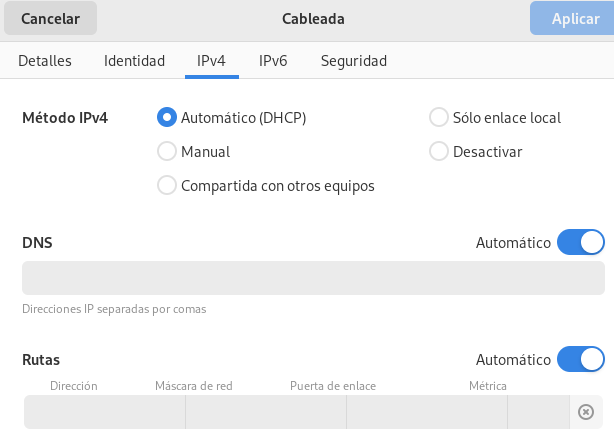 Cancelar Cableada Aplicar
Detalles Identidad IPv4 IPv6 Seguridad
Método IPv4 Automático (DHCP) Sólo enlace local
Manual Desactivar
Compartida con otros equipos
DNS Automático
Direcciones IP separadas por comas
Rutas Automático
Dirección Máscara de red Puerta de enlace Métrica